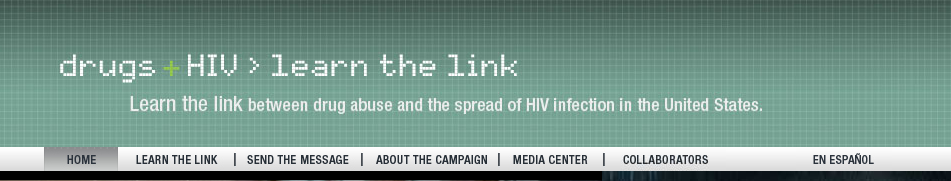 drugs + HIV > learn the link
Learn the link between drug abuse and the spread of HIV infection in the United States.
HOME LEARN THE LINK | SEND THE MESSAGE | ABOUT THE CAMPAIGN | MEDIA CENTER | COLLABORATORS EN ESPAÑOL